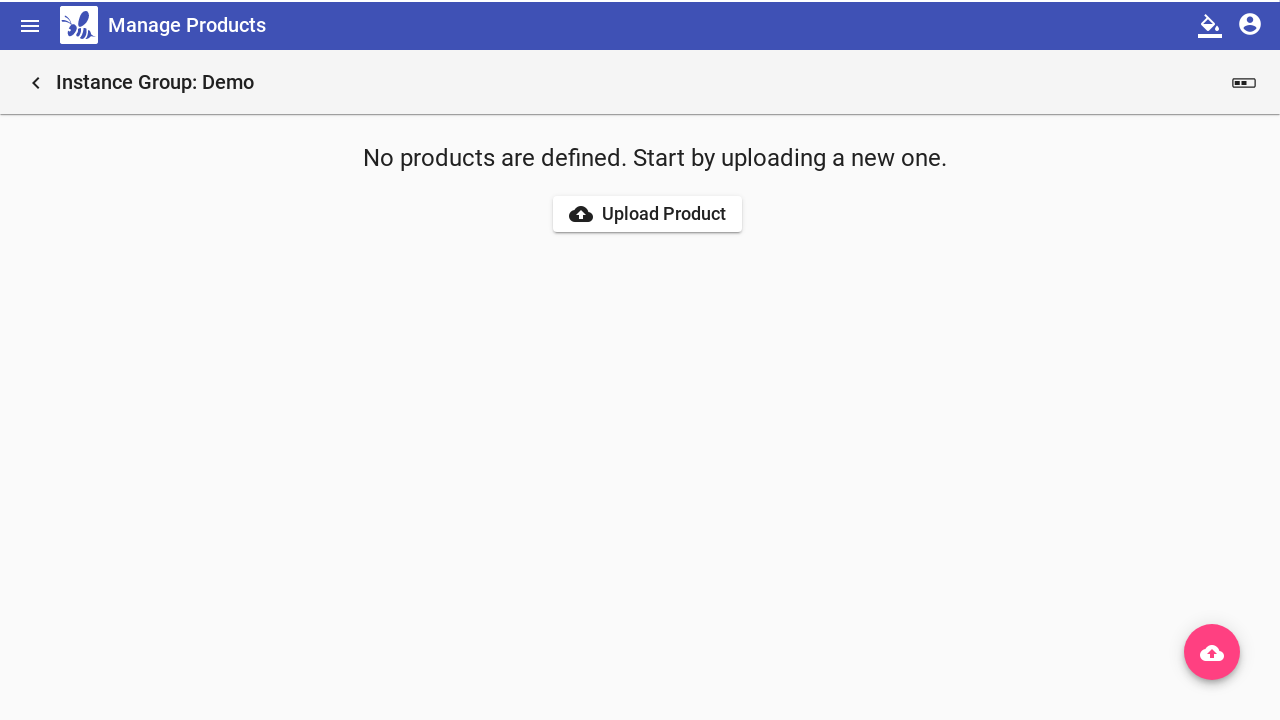 Manage Products
Instance Group: Demo
No products are defined. Start by uploading a new one.
Upload Product